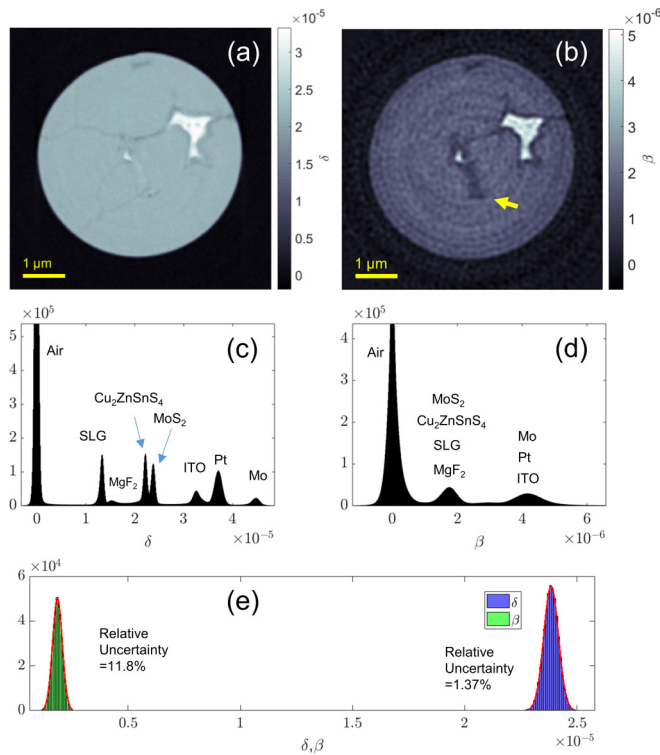 ×10⁻⁵
(a)
3
2.5
2
1.5
1
0.5
0
δ
1 μm
×10⁻⁶
(b)
5
4
3
2
1
0
β
1 μm
×10⁵
(c)
5
4
3
2
1
0
Air
Cu₂ZnSnS₄
MoS₂
SLG
MgF₂
ITO
Pt
Mo
0 1 2 3 4
×10⁻⁵
δ
×10⁵
(d)
4
3
2
1
0
Air
MoS₂
Cu₂ZnSnS₄
SLG
MgF₂
Mo
Pt
ITO
0 2 4 6
×10⁻⁶
β
×10⁴
(e)
6
4
2
0
Relative
Uncertainty
=11.8%
δ
β
Relative
Uncertainty
=1.37%
0.5 1 1.5 2 2.5
×10⁻⁵
δ,β